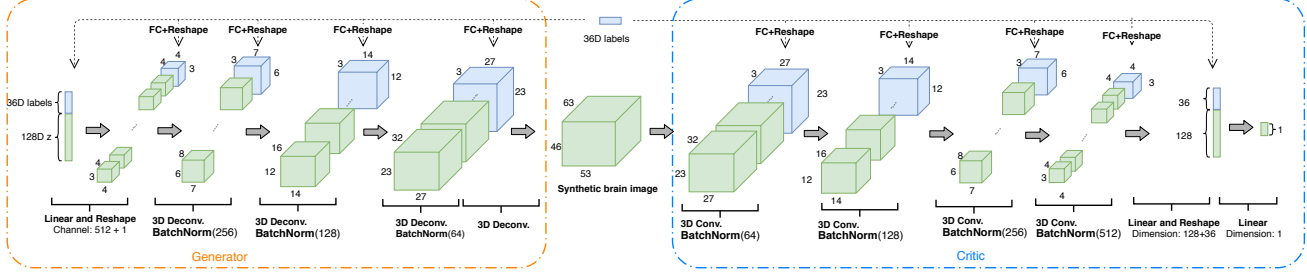 36D labels
FC+Reshape
FC+Reshape
FC+Reshape
FC+Reshape
4
4
3
7
3
6
14
3
12
27
3
23
36D labels
128D z
4
3
4
8
6
7
16
12
14
32
23
27
Linear and Reshape
Channel: 512 + 1
3D Deconv.
BatchNorm(256)
3D Deconv.
BatchNorm(128)
3D Deconv.
BatchNorm(64)
3D Deconv.
Generator
63
46
53
Synthetic brain image
FC+Reshape
FC+Reshape
FC+Reshape
FC+Reshape
27
3
23
14
3
12
7
3
6
4
4
3
32
23
27
16
12
14
8
6
7
4
3
4
36
128
1
3D Conv.
BatchNorm(64)
3D Conv.
BatchNorm(128)
3D Conv.
BatchNorm(256)
3D Conv.
BatchNorm(512)
Linear and Reshape
Dimension: 128+36
Linear
Dimension: 1
Critic